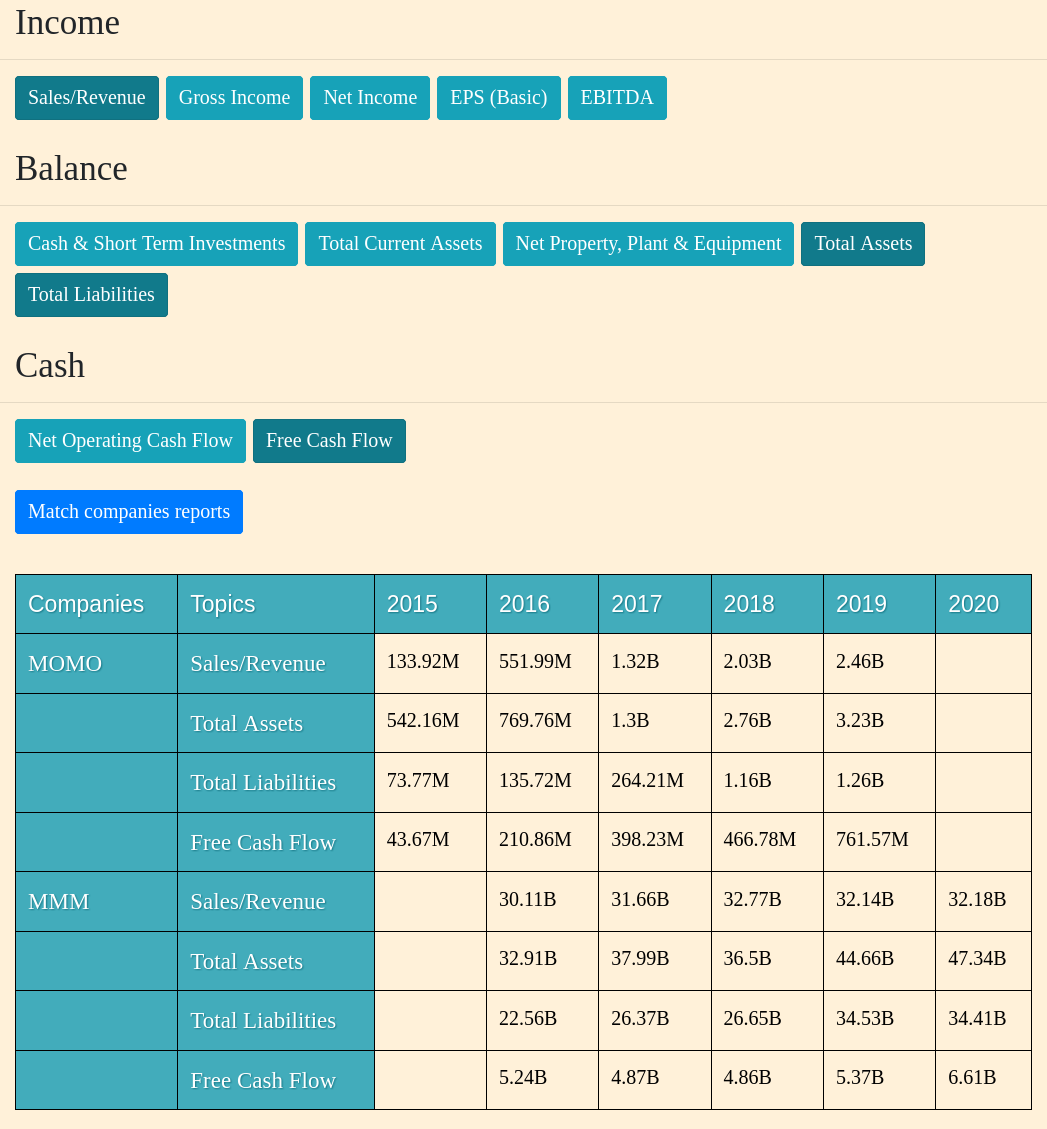 Income
Sales/Revenue Gross Income Net Income EPS (Basic) EBITDA
Balance
Cash & Short Term Investments Total Current Assets Net Property, Plant & Equipment Total Assets
Total Liabilities
Cash
Net Operating Cash Flow Free Cash Flow
Match companies reports
Companies Topics 2015 2016 2017 2018 2019 2020
MOMO Sales/Revenue 133.92M 551.99M 1.32B 2.03B 2.46B
Total Assets 542.16M 769.76M 1.3B 2.76B 3.23B
Total Liabilities 73.77M 135.72M 264.21M 1.16B 1.26B
Free Cash Flow 43.67M 210.86M 398.23M 466.78M 761.57M
MMM Sales/Revenue 30.11B 31.66B 32.77B 32.14B 32.18B
Total Assets 32.91B 37.99B 36.5B 44.66B 47.34B
Total Liabilities 22.56B 26.37B 26.65B 34.53B 34.41B
Free Cash Flow 5.24B 4.87B 4.86B 5.37B 6.61B